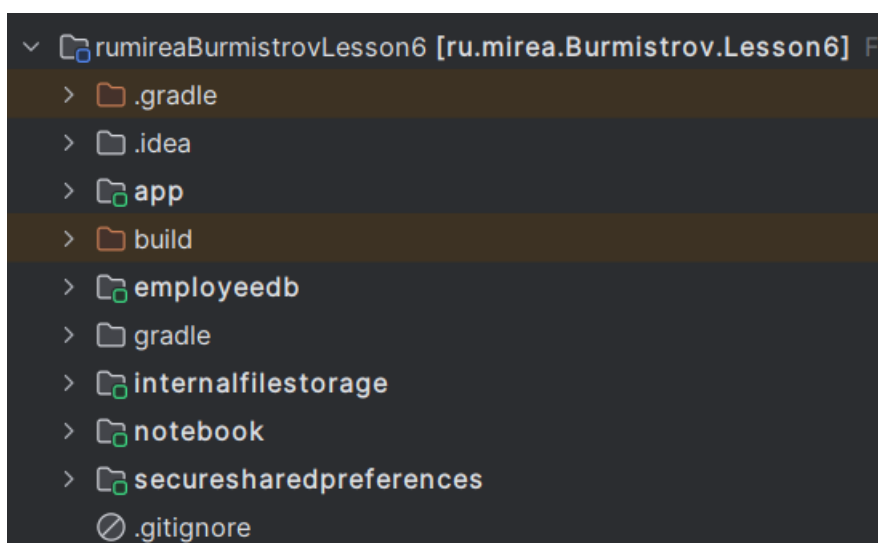 rumireaBurmistrovLesson6 [ru.mirea.Burmistrov.Lesson6] F
.gradle
.idea
app
build
employeedb
gradle
internalfilestorage
notebook
securesharedpreferences
.gitignore